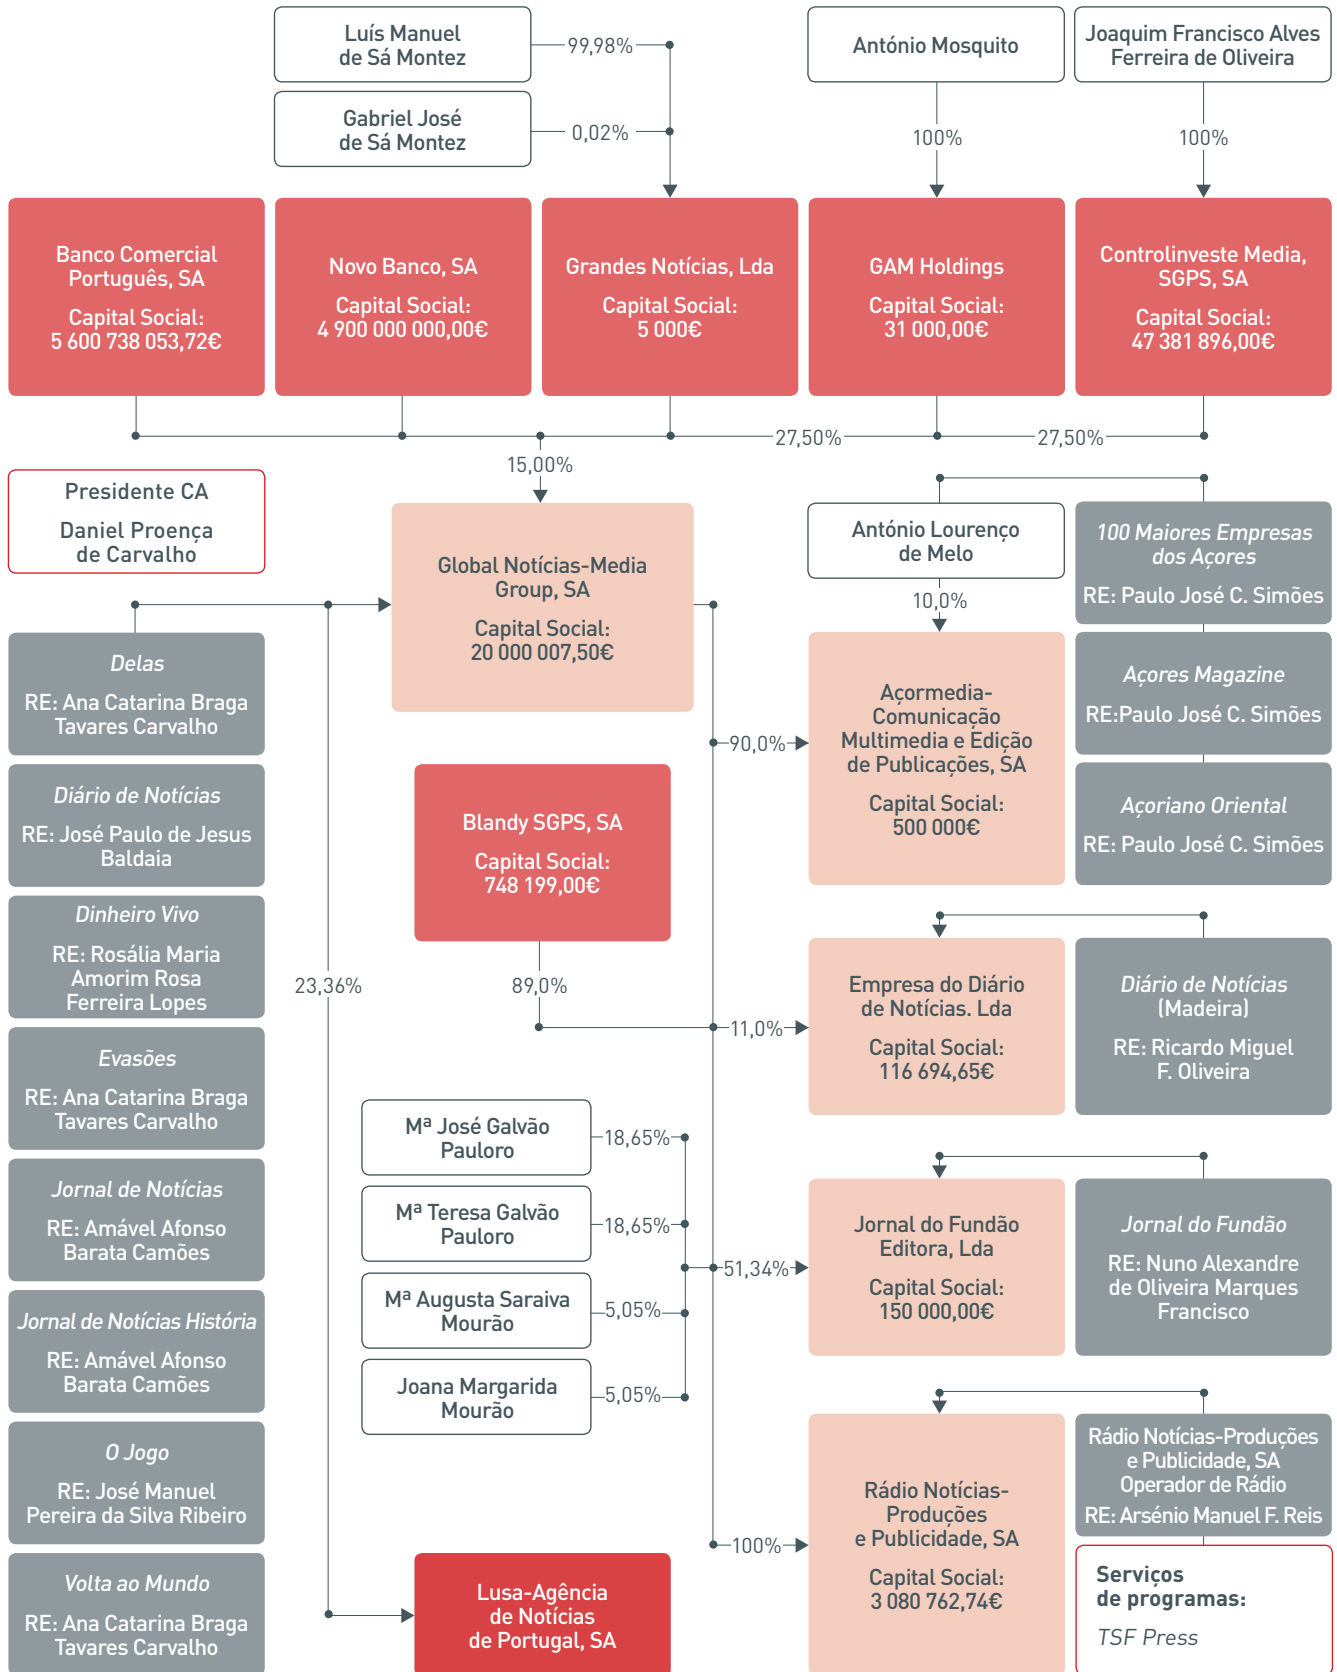 Luís Manuel
de Sá Montez
99,98%
António Mosquito
Joaquim Francisco Alves
Ferreira de Oliveira
Gabriel José
de Sá Montez
0,02%
100%
100%
Banco Comercial
Português, SA
Capital Social:
5 600 738 053,72€
Novo Banco, SA
Capital Social:
4 900 000 000,00€
Grandes Notícias, Lda
Capital Social:
5 000€
GAM Holdings
Capital Social:
31 000,00€
Controlinveste Media,
SGPS, SA
Capital Social:
47 381 896,00€
27,50%
27,50%
15,00%
Presidente CA
Daniel Proença
de Carvalho
Global Notícias-Media
Group, SA
Capital Social:
20 000 007,50€
António Lourenço
de Melo
10,0%
100 Maiores Empresas
dos Açores
RE: Paulo José C. Simões
Delas
RE: Ana Catarina Braga
Tavares Carvalho
90,0%
Açormedia-
Comunicação
Multimedia e Edição
de Publicações, SA
Capital Social:
500 000€
Açores Magazine
RE:Paulo José C. Simões
Açoriano Oriental
RE: Paulo José C. Simões
Diário de Notícias
RE: José Paulo de Jesus
Baldaia
Blandy SGPS, SA
Capital Social:
748 199,00€
Dinheiro Vivo
RE: Rosália Maria
Amorim Rosa
Ferreira Lopes
23,36%
89,0%
11,0%
Empresa do Diário
de Notícias. Lda
Capital Social:
116 694,65€
Diário de Notícias
(Madeira)
RE: Ricardo Miguel
F. Oliveira
Evasões
RE: Ana Catarina Braga
Tavares Carvalho
Mª José Galvão
Pauloro
18,65%
Mª Teresa Galvão
Pauloro
18,65%
Mª Augusta Saraiva
Mourão
5,05%
Joana Margarida
Mourão
5,05%
51,34%
Jornal do Fundão
Editora, Lda
Capital Social:
150 000,00€
Jornal do Fundão
RE: Nuno Alexandre
de Oliveira Marques
Francisco
Jornal de Notícias
RE: Amável Afonso
Barata Camões
Jornal de Notícias História
RE: Amável Afonso
Barata Camões
O Jogo
RE: José Manuel
Pereira da Silva Ribeiro
Volta ao Mundo
RE: Ana Catarina Braga
Tavares Carvalho
Lusa-Agência
de Notícias
de Portugal, SA
100%
Rádio Notícias-
Produções
e Publicidade, SA
Capital Social:
3 080 762,74€
Rádio Notícias-Produções
e Publicidade, SA
Operador de Rádio
RE: Arsénio Manuel F. Reis
Serviços
de programas:
TSF Press